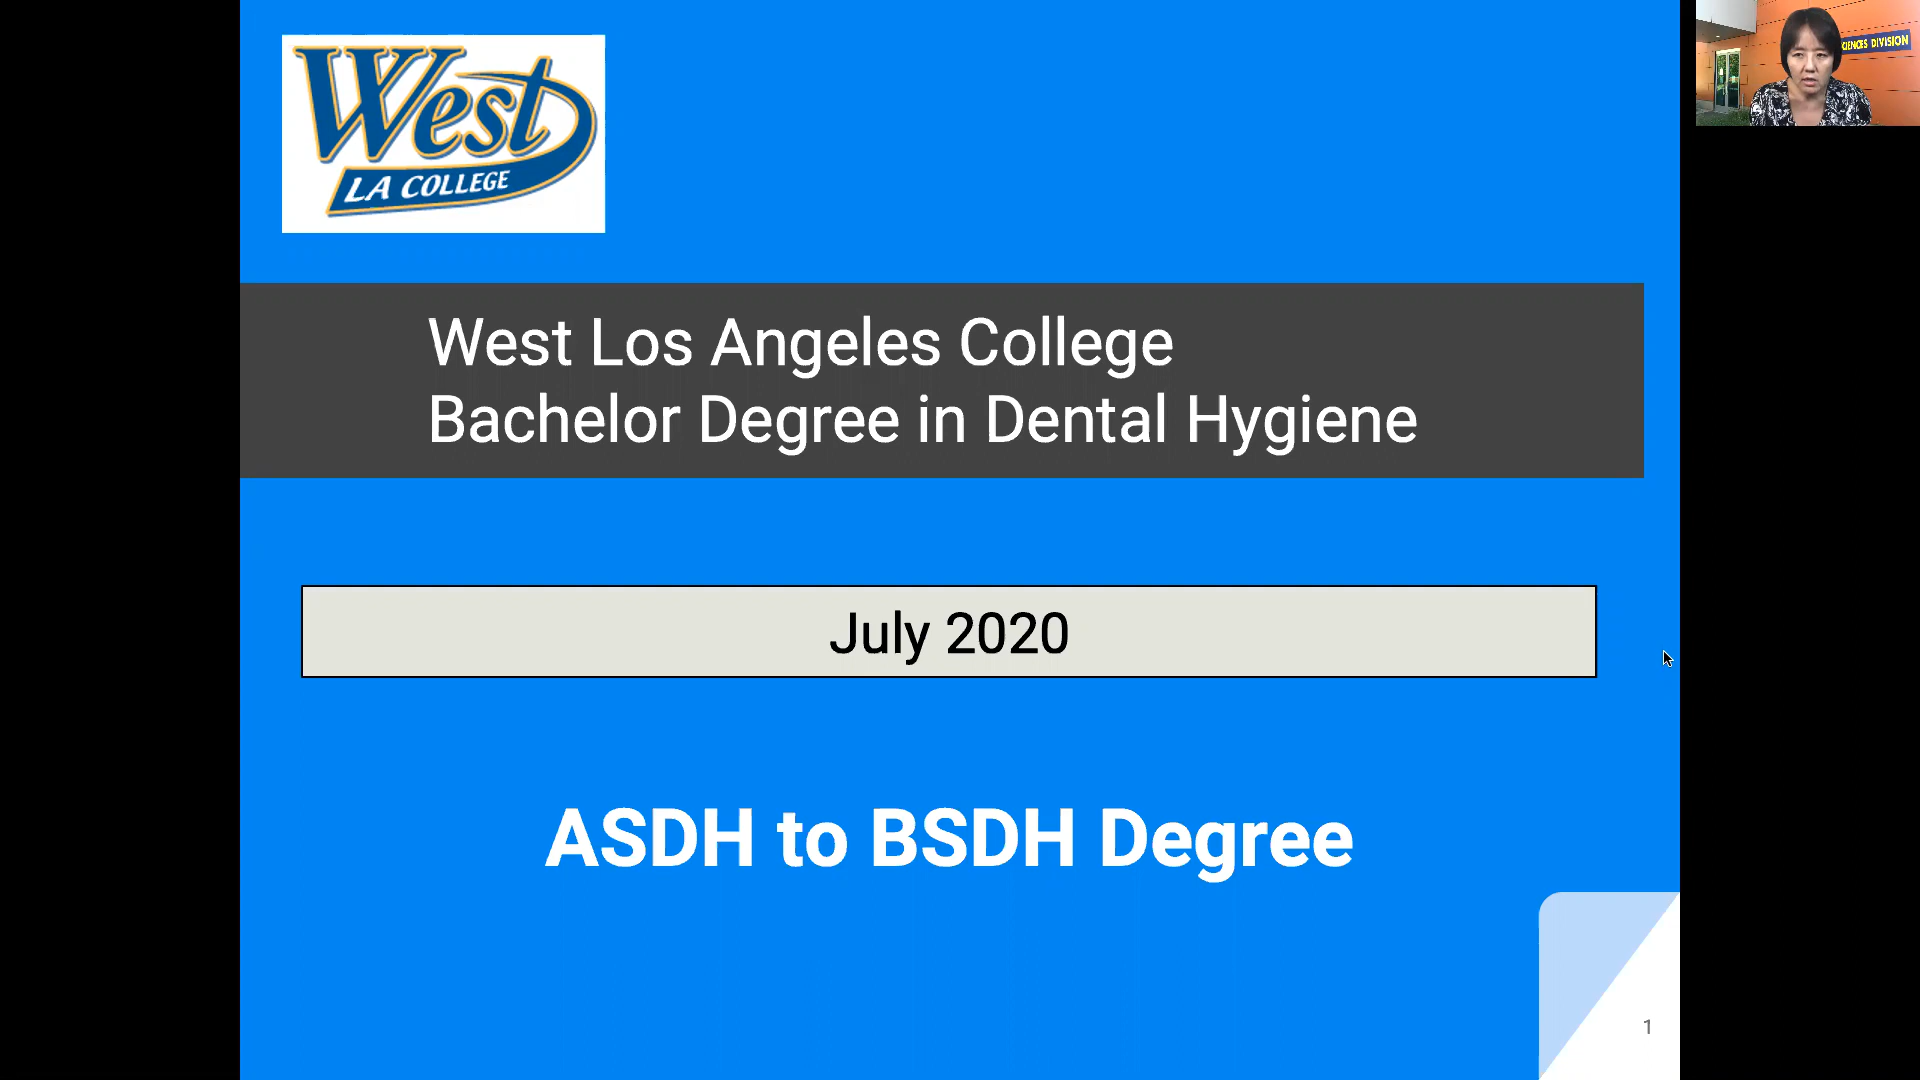 West
LA COLLEGE
SCIENCES DIVISION
West Los Angeles College
Bachelor Degree in Dental Hygiene
July 2020
ASDH to BSDH Degree
1